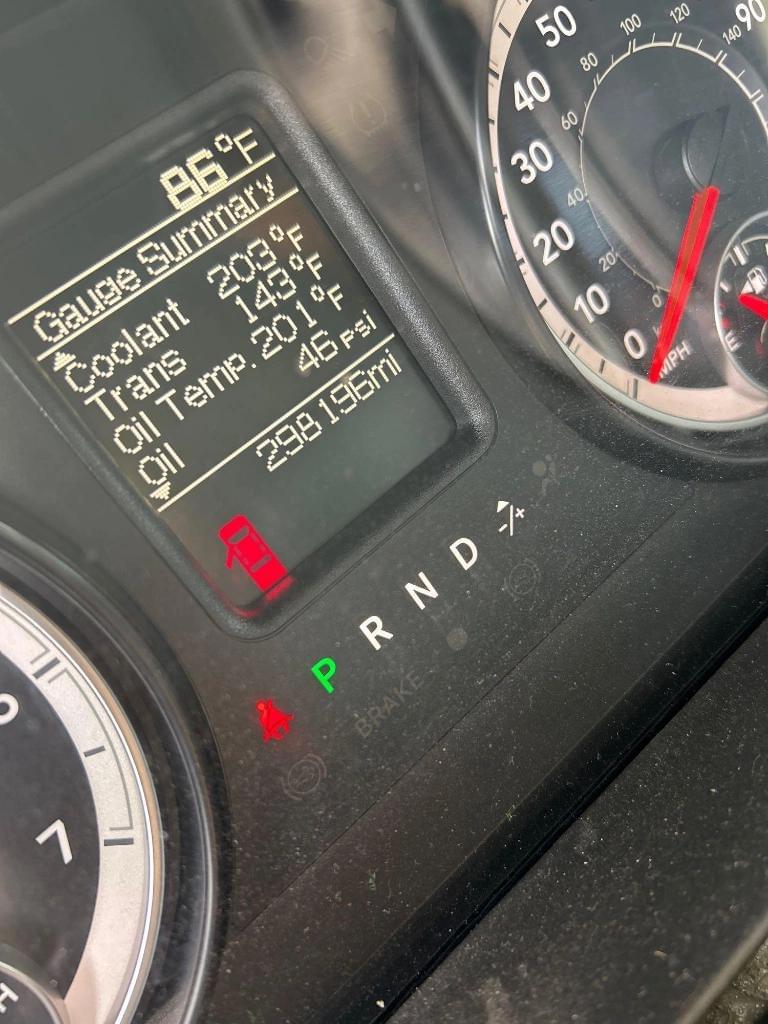 86°F
Gauge Summary
Coolant 203°F
Trans 143°F
Oil Temp. 201°F
Oil 46 PSI
298196mi
P R N D -/+
BRAKE
50
40
30
20
10
0
MPH
90
140
120
100
80
60
40
20
0
E
7
H